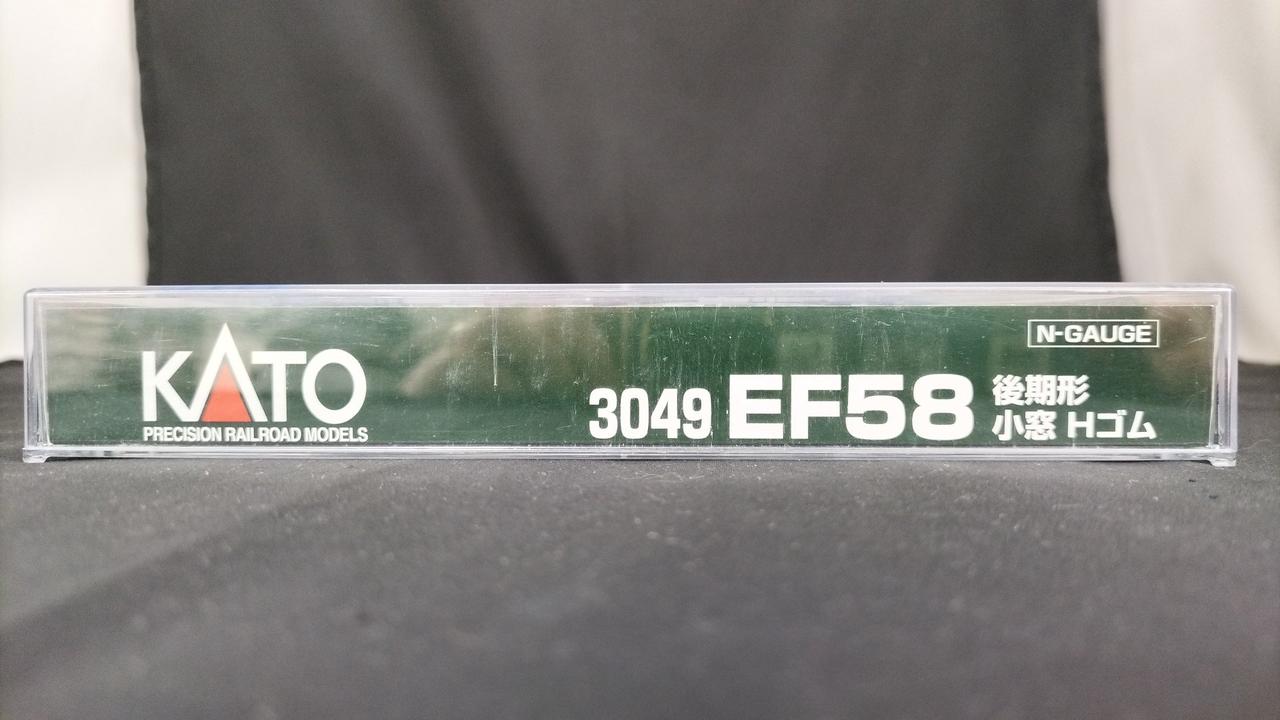 KATO
PRECISION RAILROAD MODELS
3049 EF58
後期形
小窓 Hゴム
N-GAUGE